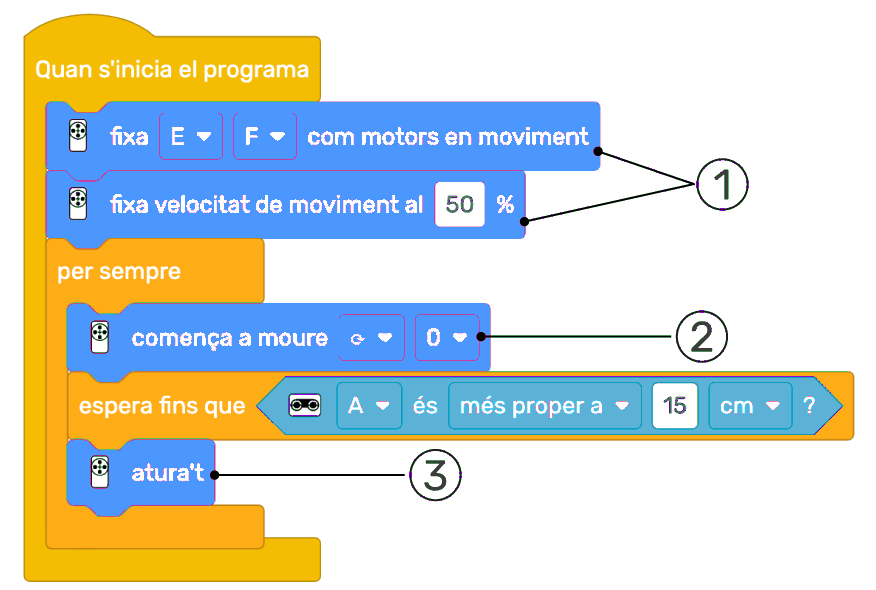 Quan s'inicia el programa
fixa E F com motors en moviment
fixa velocitat de moviment al 50 %
1
per sempre
comença a moure 0
2
espera fins que A és més proper a 15 cm ?
atura't
3